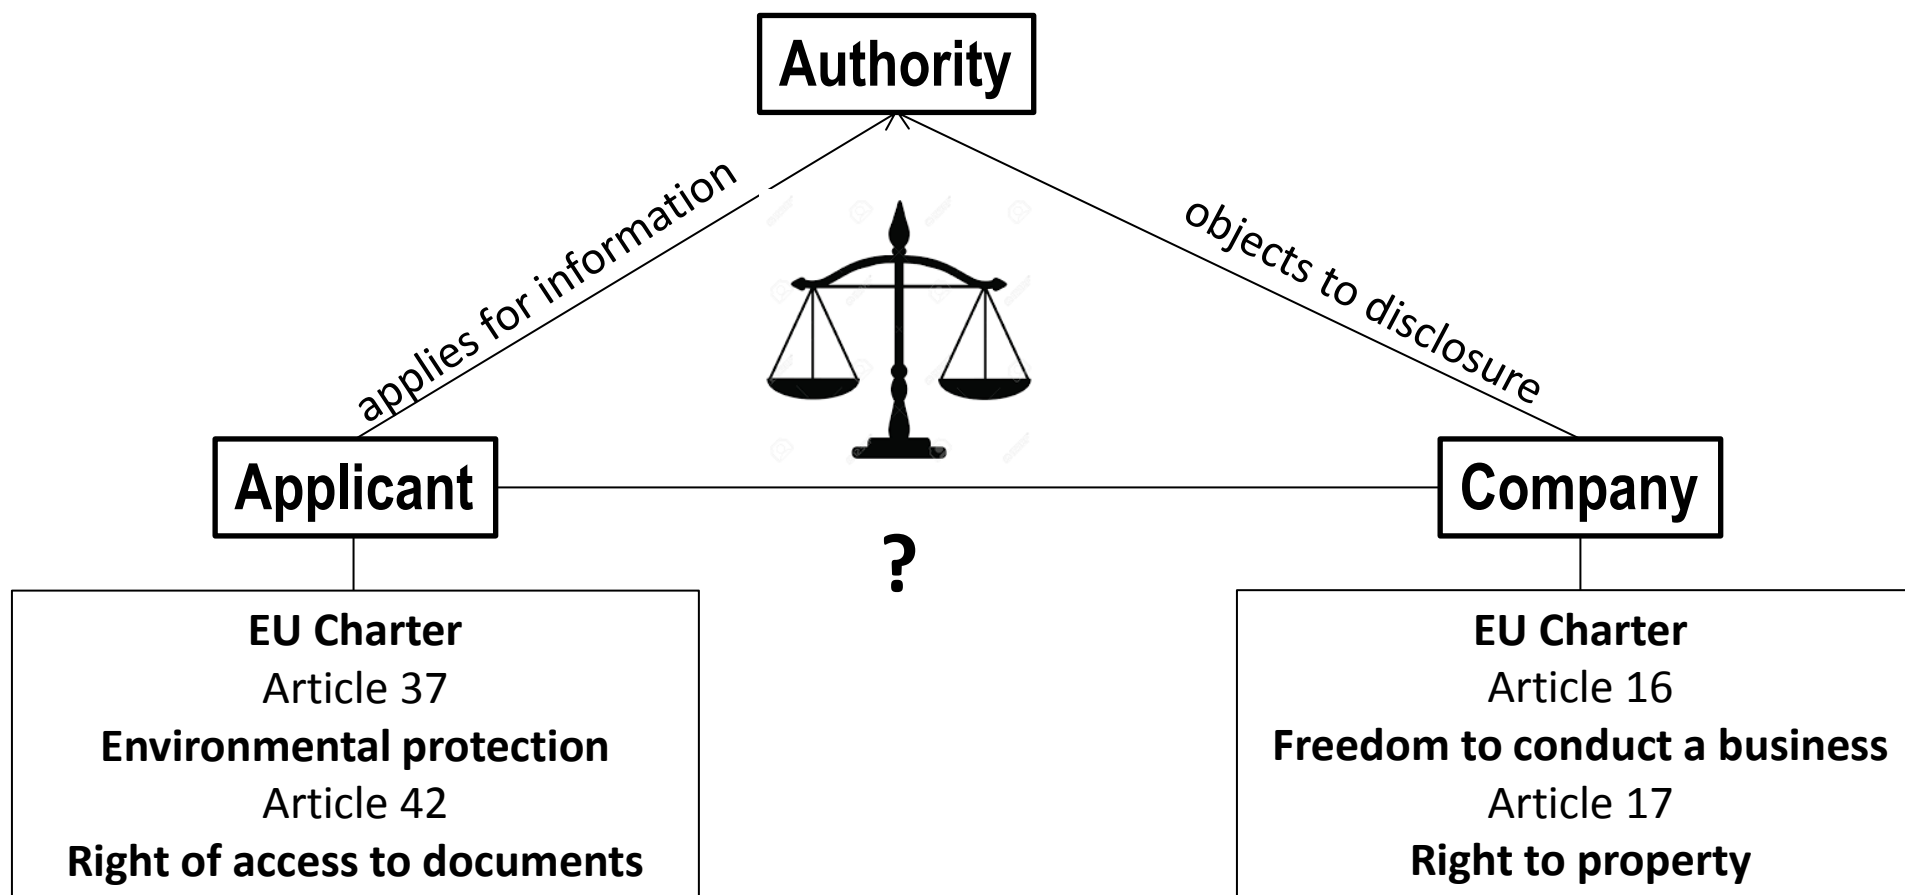 Authority
applies for information
objects to disclosure
Applicant
Company
?
EU Charter
Article 37
Environmental protection
Article 42
Right of access to documents
EU Charter
Article 16
Freedom to conduct a business
Article 17
Right to property